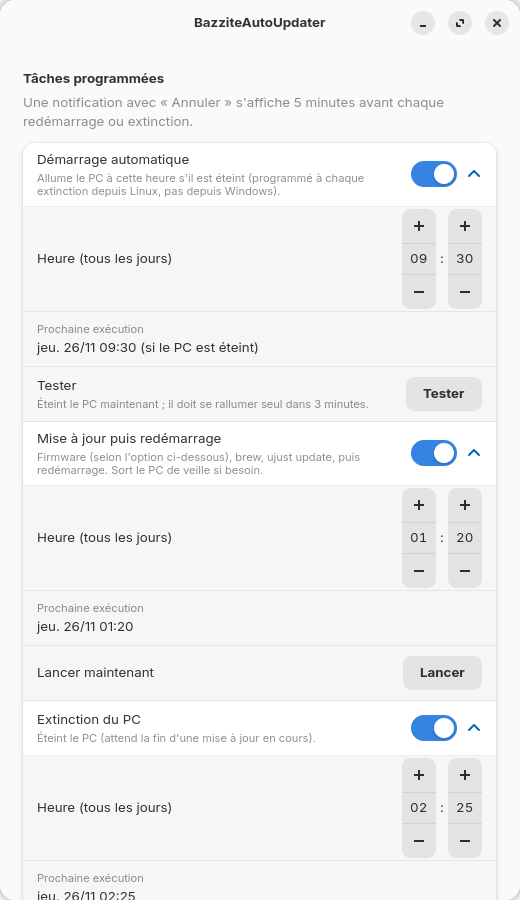 BazziteAutoUpdater
Tâches programmées
Une notification avec « Annuler » s'affiche 5 minutes avant chaque
redémarrage ou extinction.
Démarrage automatique
Allume le PC à cette heure s'il est éteint (programmé à chaque
extinction depuis Linux, pas depuis Windows).
Heure (tous les jours)
+ +
09 : 30
− −
Prochaine exécution
jeu. 26/11 09:30 (si le PC est éteint)
Tester
Éteint le PC maintenant ; il doit se rallumer seul dans 3 minutes.
Tester
Mise à jour puis redémarrage
Firmware (selon l'option ci-dessous), brew, ujust update, puis
redémarrage. Sort le PC de veille si besoin.
Heure (tous les jours)
+ +
01 : 20
− −
Prochaine exécution
jeu. 26/11 01:20
Lancer maintenant
Lancer
Extinction du PC
Éteint le PC (attend la fin d'une mise à jour en cours).
Heure (tous les jours)
+ +
02 : 25
− −
Prochaine exécution
jeu. 26/11 02:25